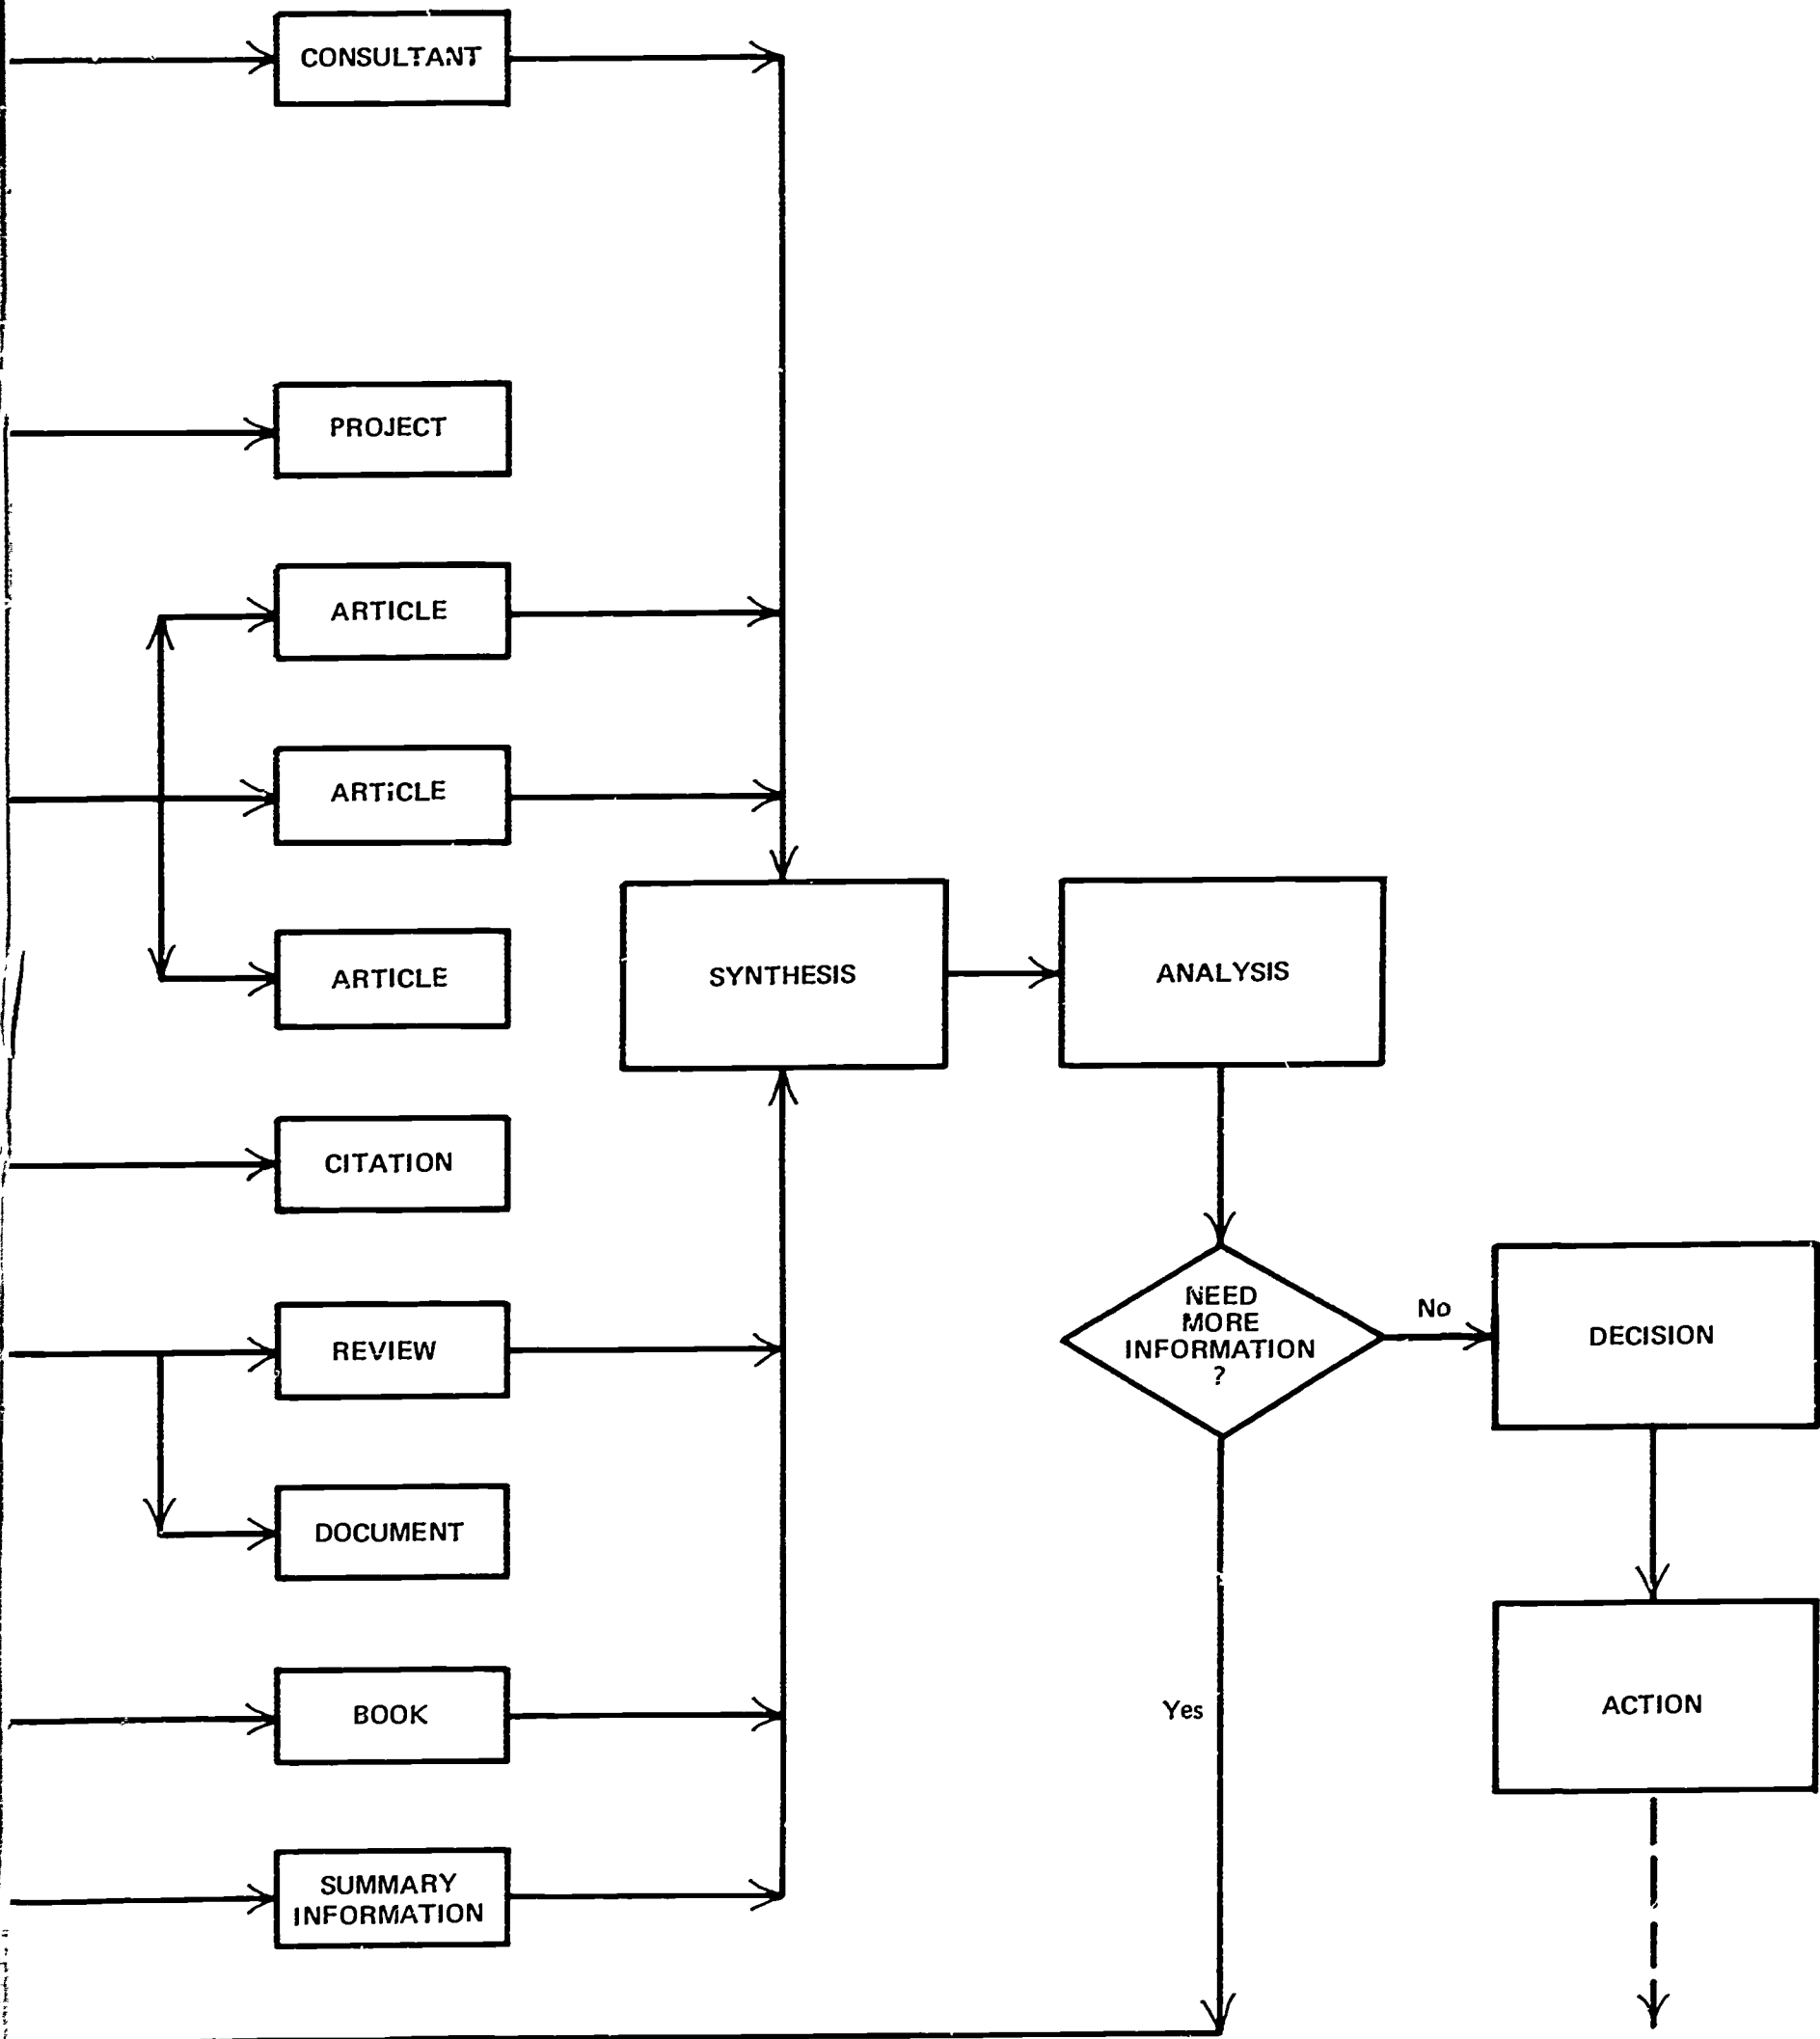 CONSULTANT
PROJECT
ARTICLE
ARTICLE
ARTICLE
CITATION
REVIEW
DOCUMENT
BOOK
SUMMARY
INFORMATION
SYNTHESIS
ANALYSIS
NEED
MORE
INFORMATION
?
No
Yes
DECISION
ACTION